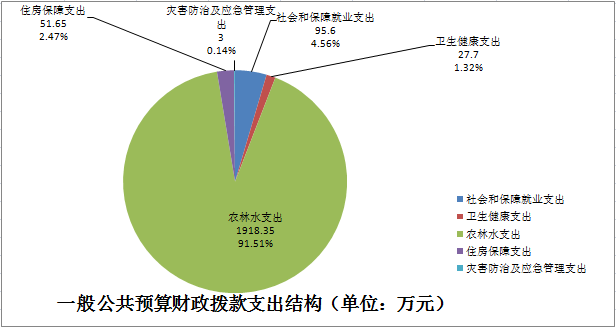 住房保障支出
51.65
2.47%
灾害防治及应急管理支
出
3
0.14%
社会和保障就业支出
95.6
4.56%
卫生健康支出
27.7
1.32%
农林水支出
1918.35
91.51%
社会和保障就业支出
卫生健康支出
农林水支出
住房保障支出
灾害防治及应急管理支出
一般公共预算财政拨款支出结构（单位：万元）